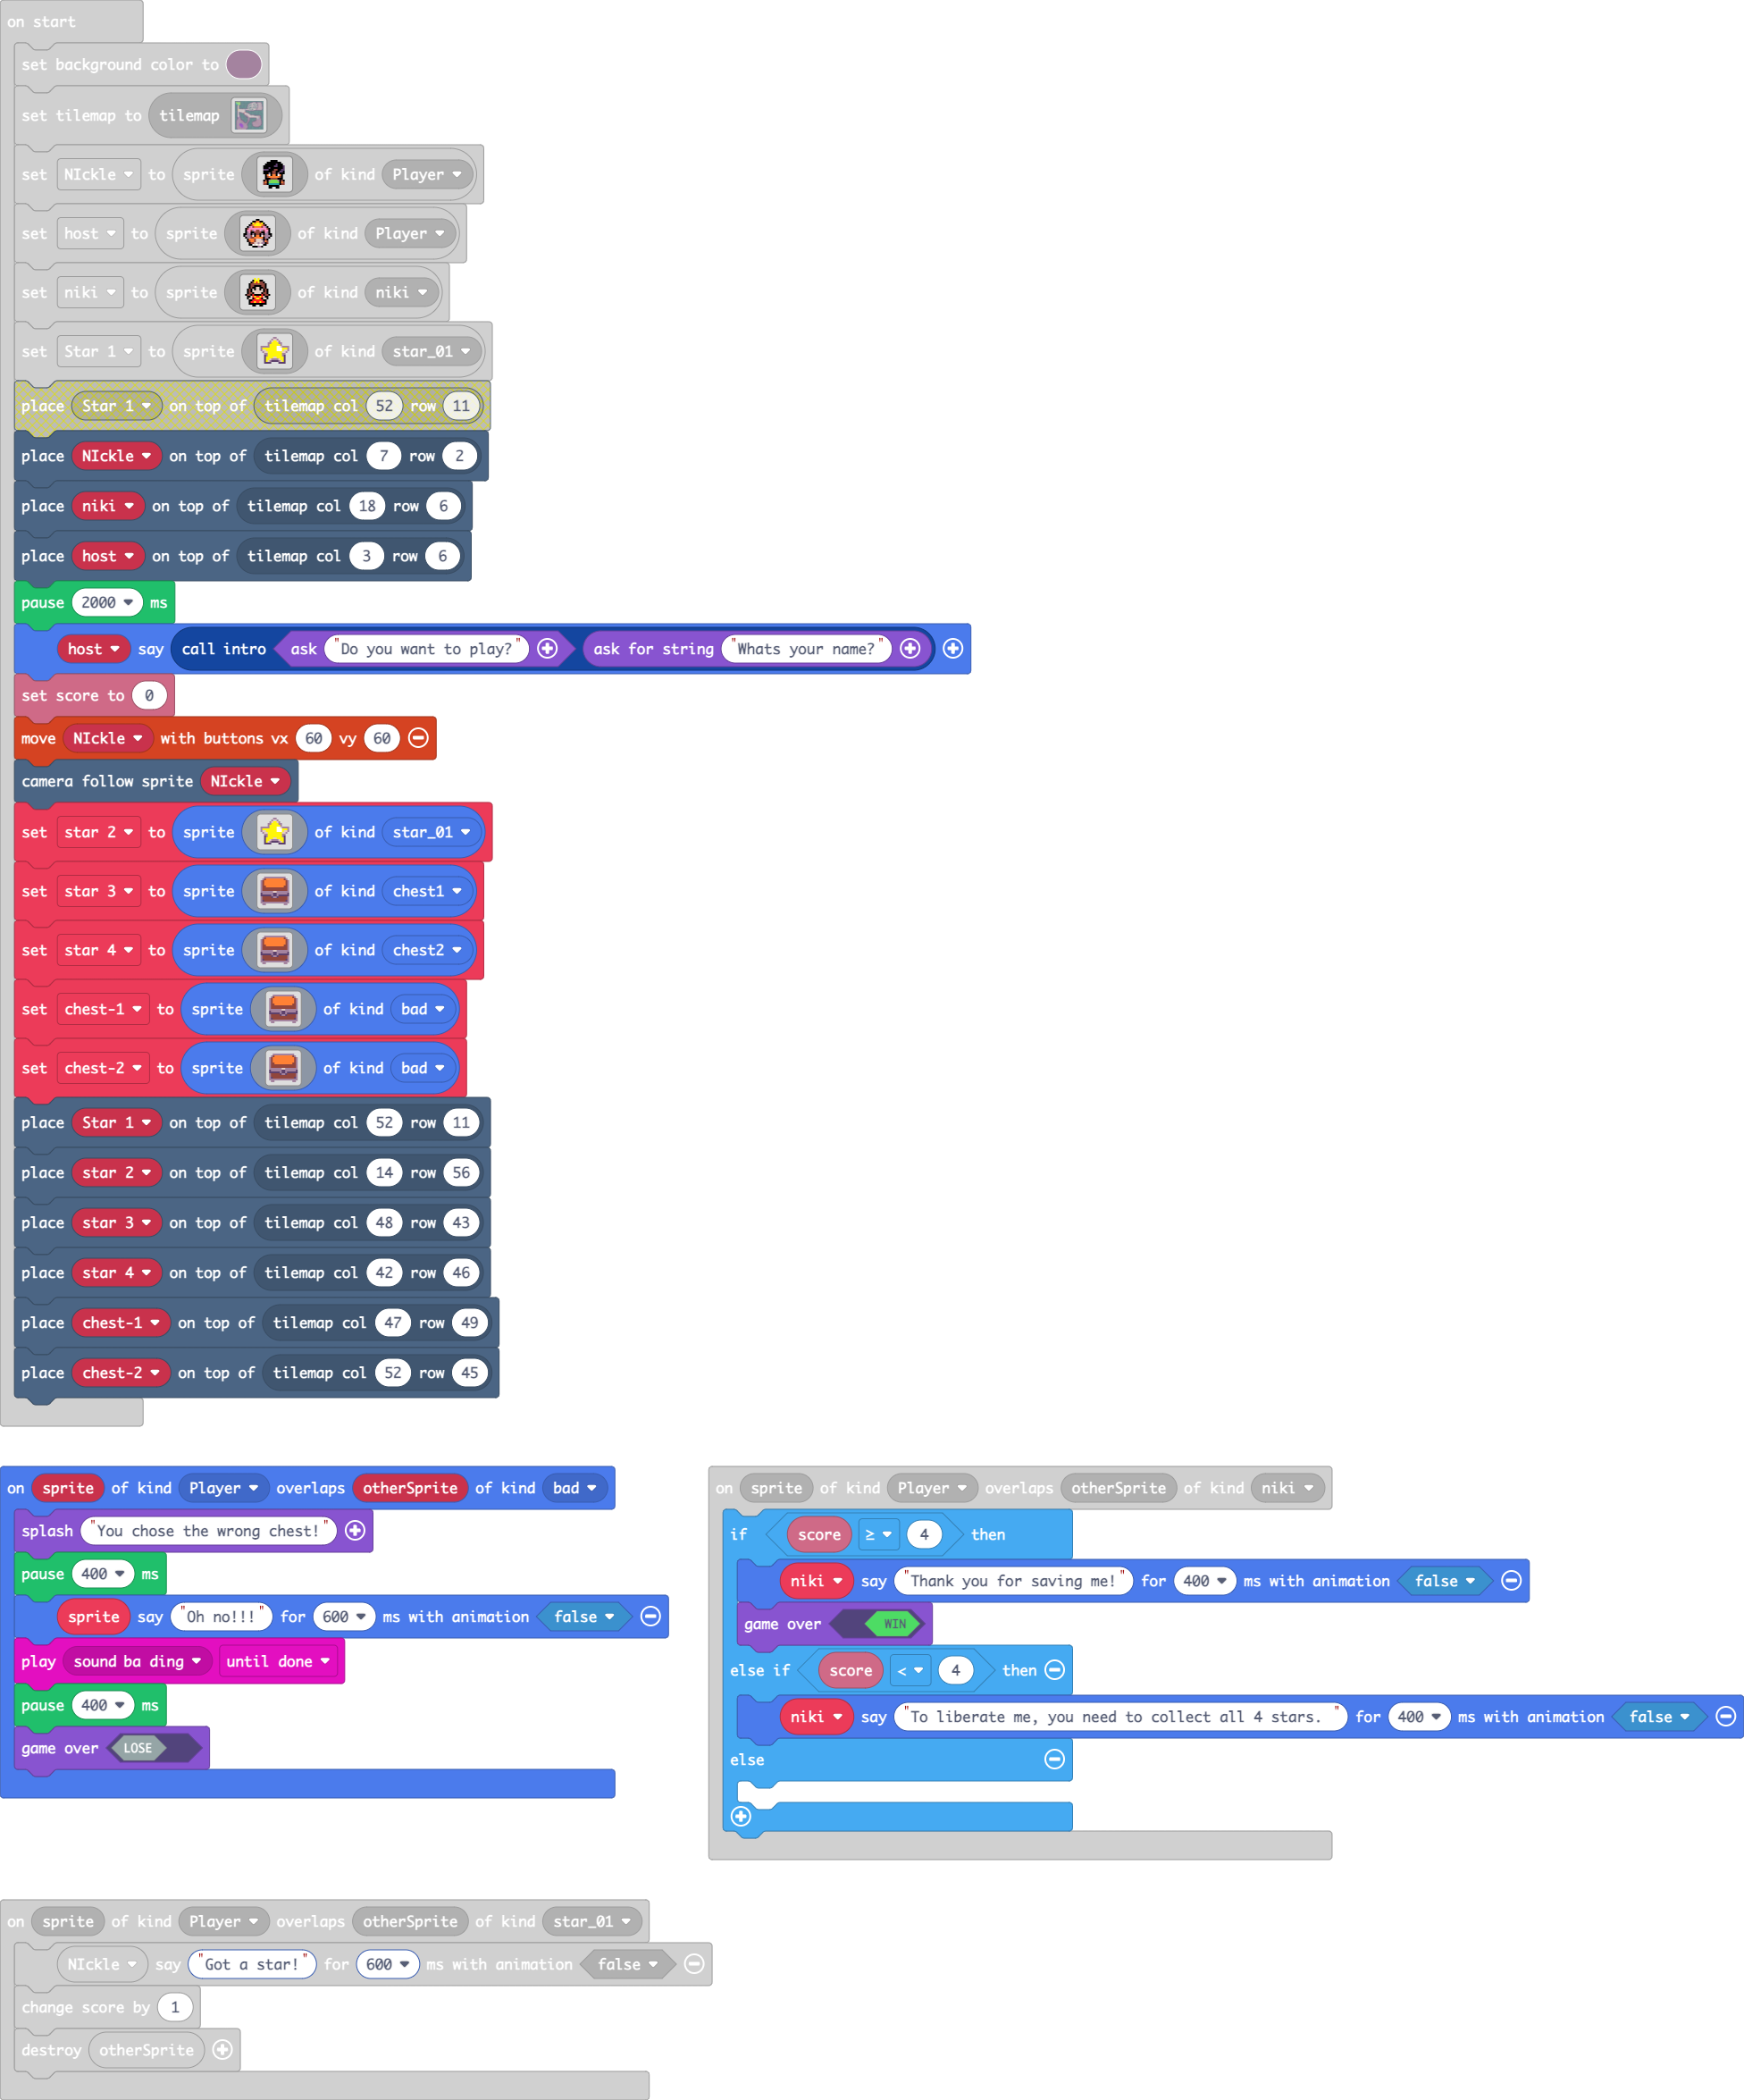 on start
set background color to
set tilemap to tilemap
set NIckle to sprite of kind Player
set host to sprite of kind Player
set niki to sprite of kind niki
set Star 1 to sprite of kind star_01
place Star 1 on top of tilemap col 52 row 11
place NIckle on top of tilemap col 7 row 2
place niki on top of tilemap col 18 row 6
place host on top of tilemap col 3 row 6
pause 2000 ms
host say call intro ask "Do you want to play?" ask for string "Whats your name?"
set score to 0
move NIckle with buttons vx 60 vy 60
camera follow sprite NIckle
set star 2 to sprite of kind star_01
set star 3 to sprite of kind chest1
set star 4 to sprite of kind chest2
set chest-1 to sprite of kind bad
set chest-2 to sprite of kind bad
place Star 1 on top of tilemap col 52 row 11
place star 2 on top of tilemap col 14 row 56
place star 3 on top of tilemap col 48 row 43
place star 4 on top of tilemap col 42 row 46
place chest-1 on top of tilemap col 47 row 49
place chest-2 on top of tilemap col 52 row 45
on sprite of kind Player overlaps otherSprite of kind bad
splash "You chose the wrong chest!"
pause 400 ms
sprite say "Oh no!!!" for 600 ms with animation false
play sound ba ding until done
pause 400 ms
game over LOSE
on sprite of kind Player overlaps otherSprite of kind niki
if score ≥ 4 then
niki say "Thank you for saving me!" for 400 ms with animation false
game over WIN
else if score < 4 then
niki say "To liberate me, you need to collect all 4 stars. " for 400 ms with animation false
else
on sprite of kind Player overlaps otherSprite of kind star_01
NIckle say "Got a star!" for 600 ms with animation false
change score by 1
destroy otherSprite